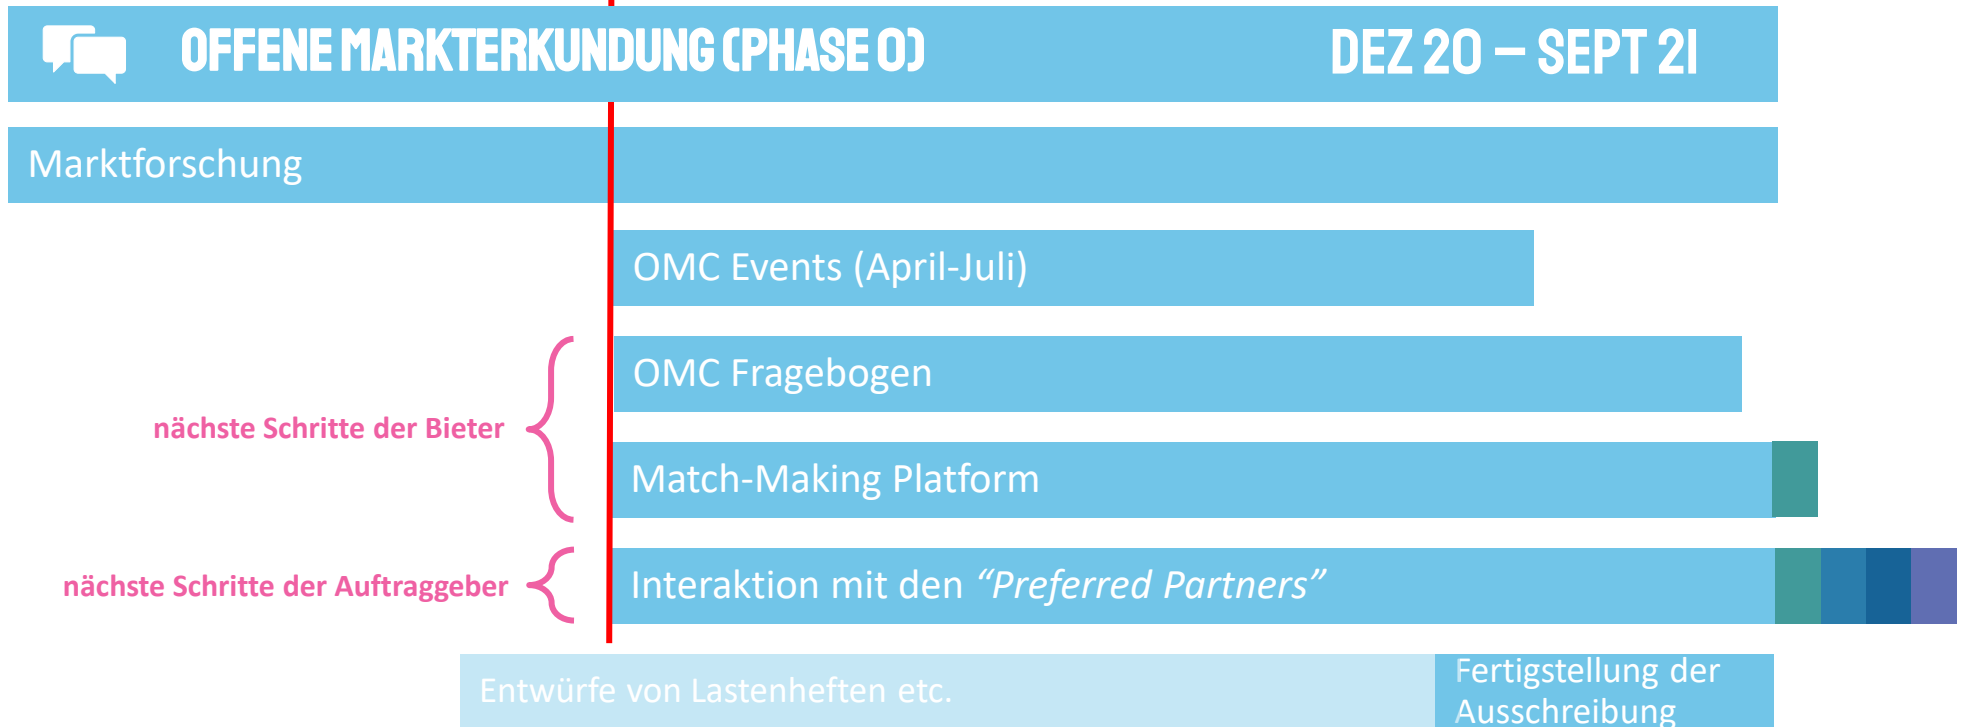 OFFENE MARKTERKUNDUNG (PHASE 0)
DEZ 20 – SEPT 21
Marktforschung
OMC Events (April-Juli)
OMC Fragebogen
nächste Schritte der Bieter
Match-Making Platform
nächste Schritte der Auftraggeber
Interaktion mit den “Preferred Partners”
Entwürfe von Lastenheften etc.
Fertigstellung der
Ausschreibung